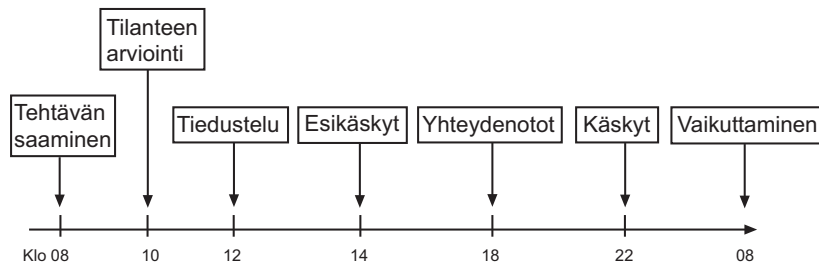 Tilanteen
arviointi
Tehtävän
saaminen
Tiedustelu
Esikäskyt
Yhteydenotot
Käskyt
Vaikuttaminen
Klo 08
10
12
14
18
22
08